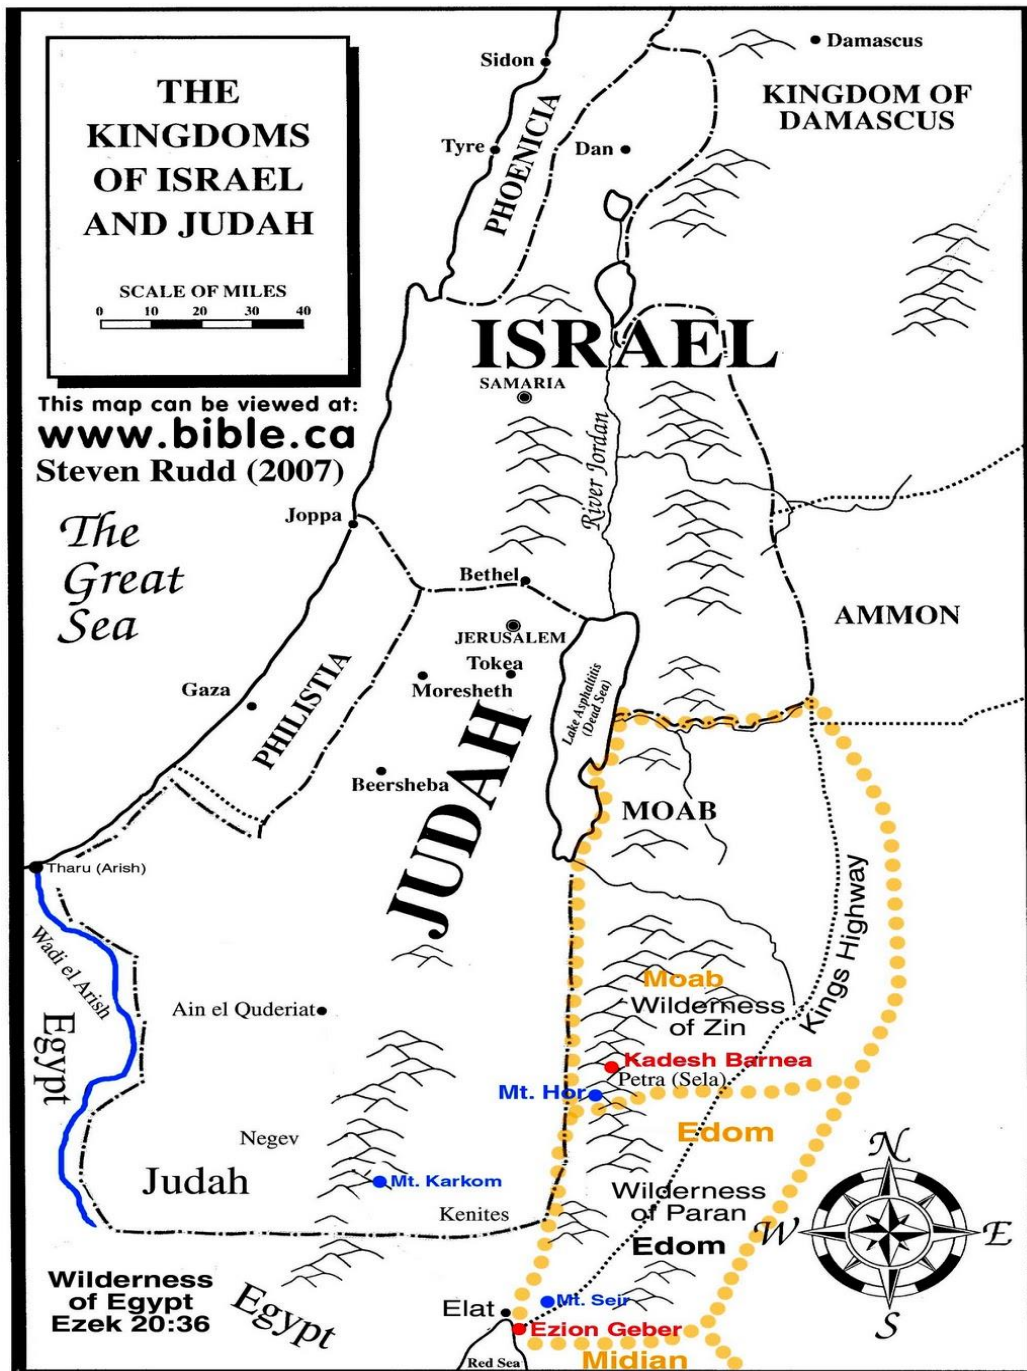 THE
KINGDOMS
OF ISRAEL
AND JUDAH
SCALE OF MILES
0 10 20 30 40
This map can be viewed at:
www.bible.ca
Steven Rudd (2007)
Sidon
Damascus
KINGDOM OF
DAMASCUS
Tyre
Dan
PHOENICIA
ISRAEL
SAMARIA
River Jordan
The
Great
Sea
Joppa
Bethel
AMMON
JERUSALEM
Tokea
Moresheth
Gaza
PHILISTIA
Lake Asphaltitis
(Dead Sea)
Beersheba
JUDAH
MOAB
Tharu (Arish)
Wadi el Arish
Egypt
Kings Highway
Moab
Wilderness
of Zin
Ain el Quderiat
Kadesh Barnea
Petra (Sela)
Mt. Hor
Edom
Negev
Judah
Mt. Karkom
Kenites
Wilderness
of Paran
Edom
N
W
E
S
Wilderness
of Egypt
Ezek 20:36
Egypt
Elat
Mt. Seir
Ezion Geber
Red Sea
Midian